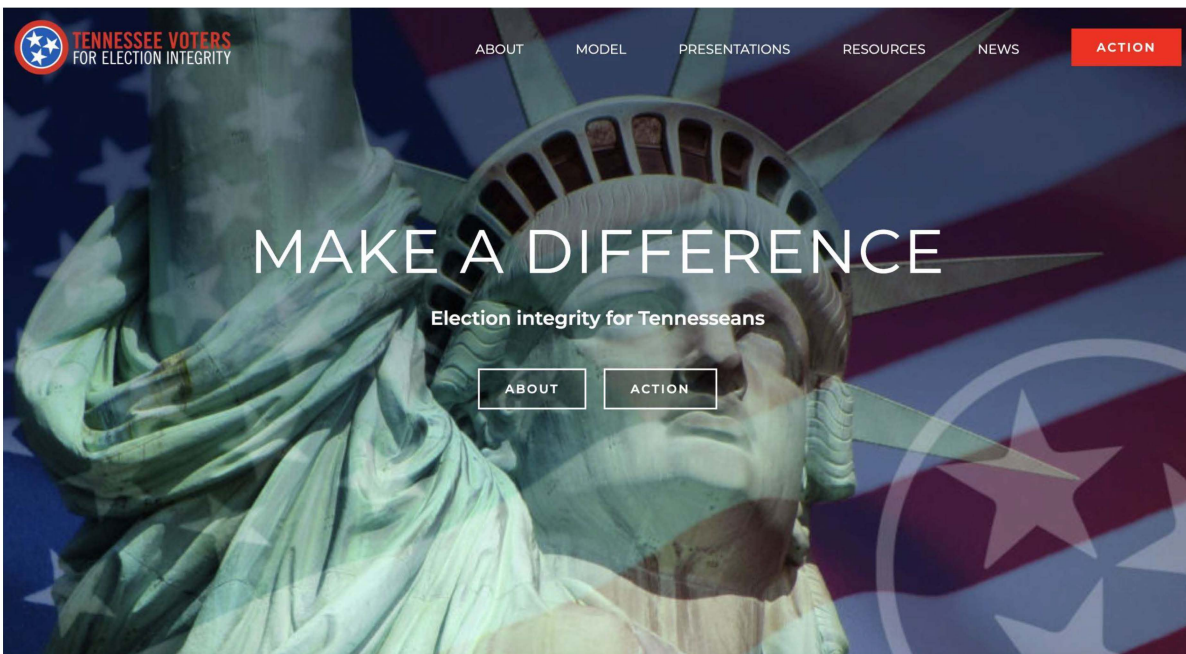 TENNESSEE VOTERS
FOR ELECTION INTEGRITY
ABOUT MODEL PRESENTATIONS RESOURCES NEWS ACTION
MAKE A DIFFERENCE
Election integrity for Tennesseans
ABOUT ACTION